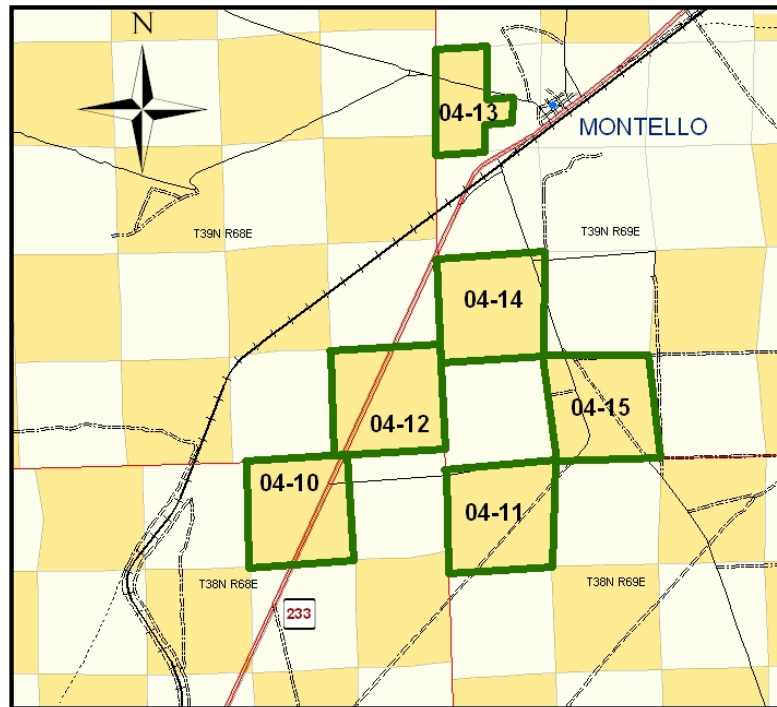 N
04-13
MONTELLO
T39N R68E
T39N R69E
04-14
04-12
04-15
04-10
04-11
T38N R68E
T38N R69E
233